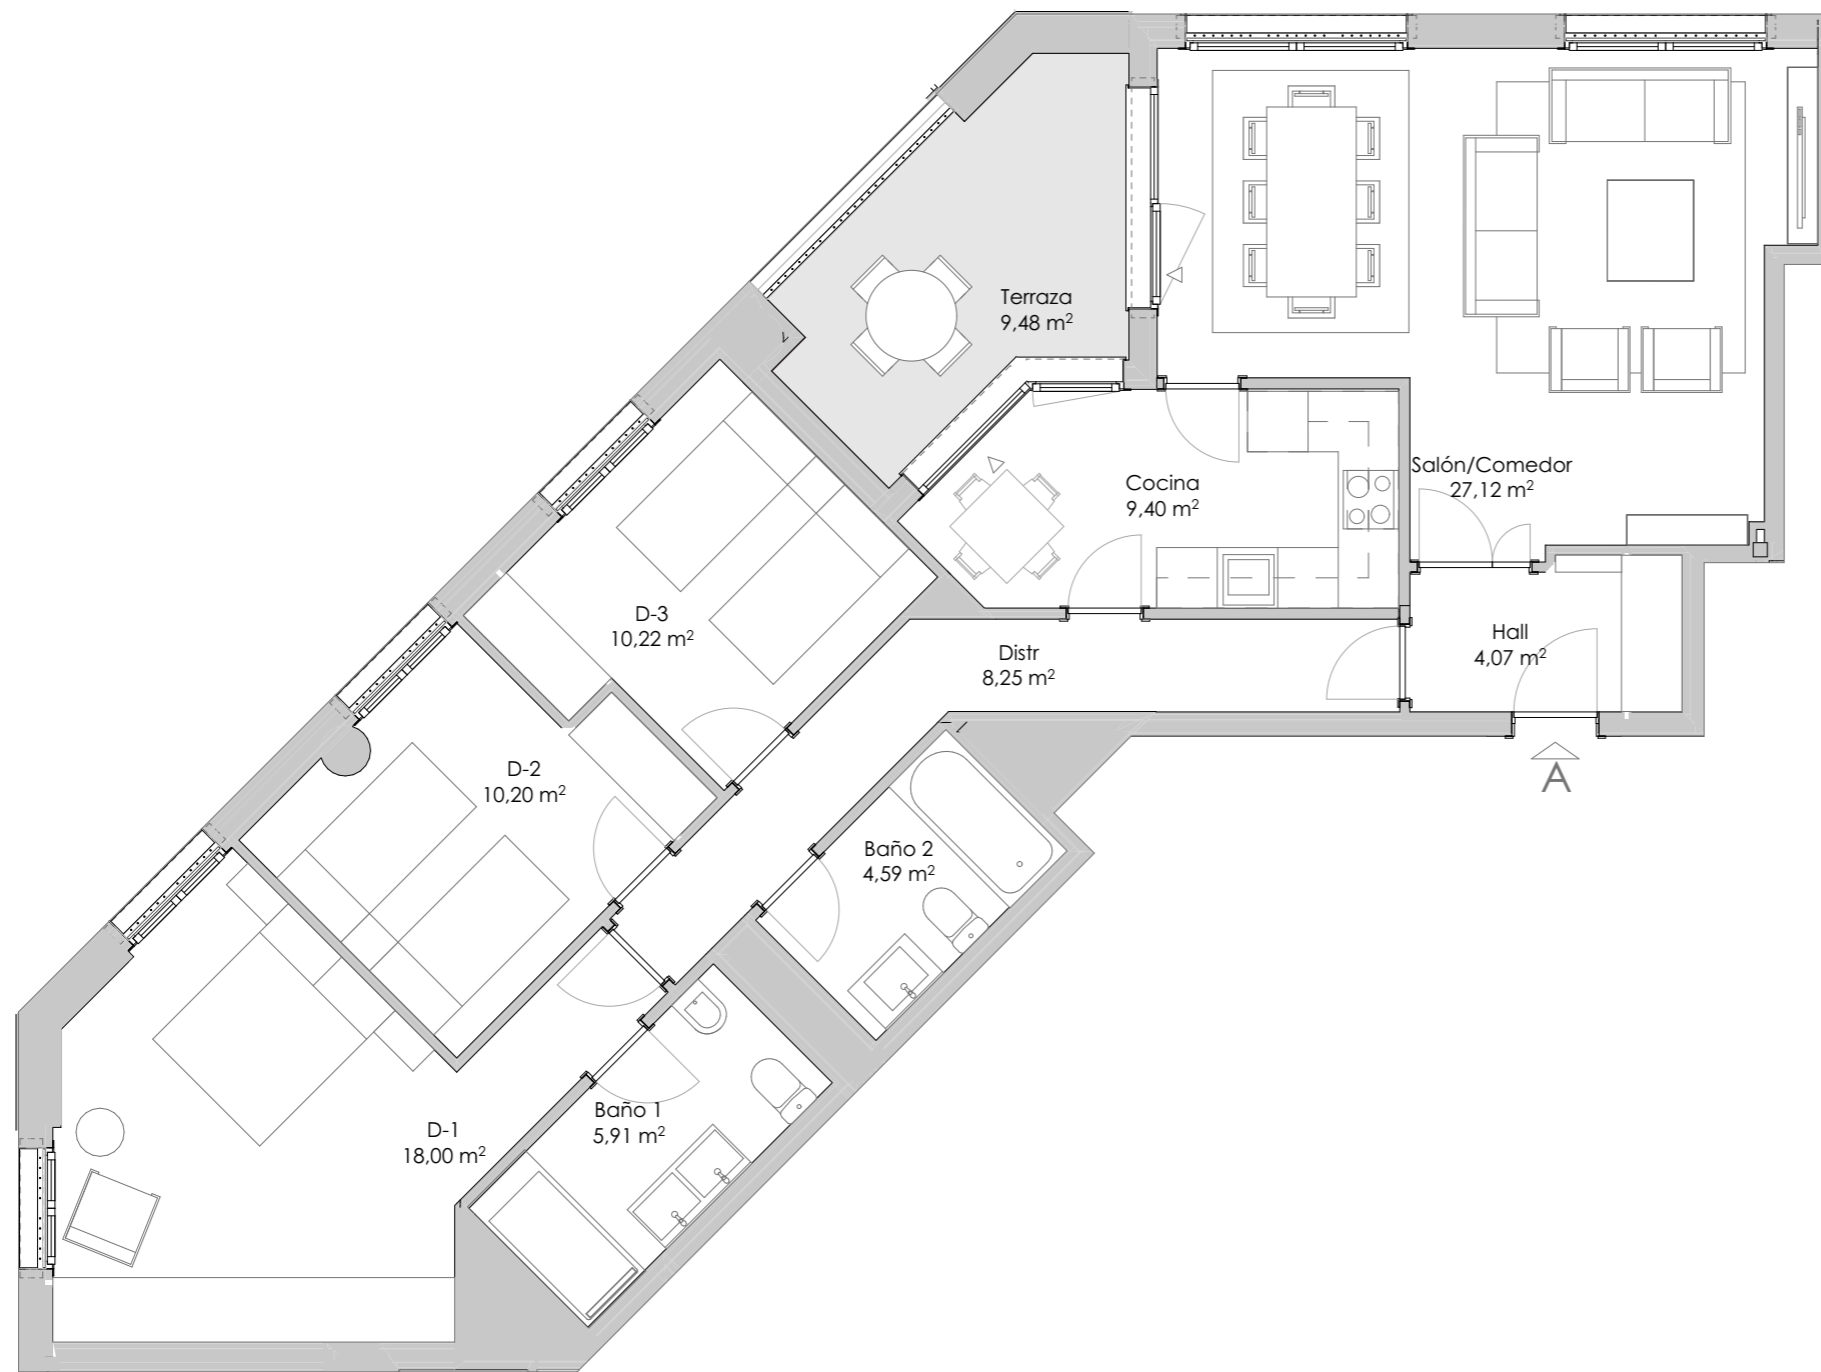 Terraza
9,48 m²
Cocina
9,40 m²
Salón/Comedor
27,12 m²
D-3
10,22 m²
Distr
8,25 m²
Hall
4,07 m²
D-2
10,20 m²
A
Baño 2
4,59 m²
Baño 1
5,91 m²
D-1
18,00 m²